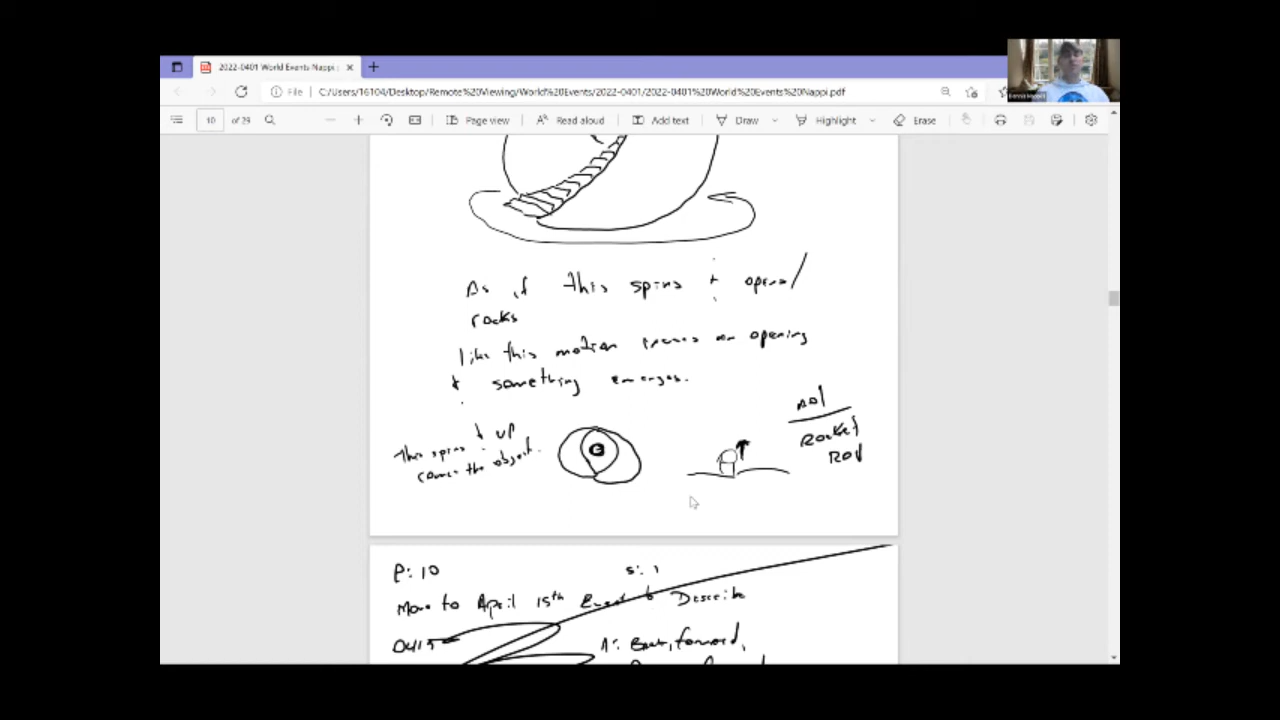 2022-0401 World Events Nappi
File C:/Users/16104/Desktop/Remote%20Viewing/World%20Events/2022-0401/2022-0401%20World%20Events%20Nappi.pdf
10 of 29 Page view Read aloud Add text Draw Highlight Erase
As if this spins + opens/
rocks
like this motion an opening
+ something emerges.
This spins + up
comes the object.
AOL
Rocket
P: 10
Move to April 15th Event & Describe
0415
forward,